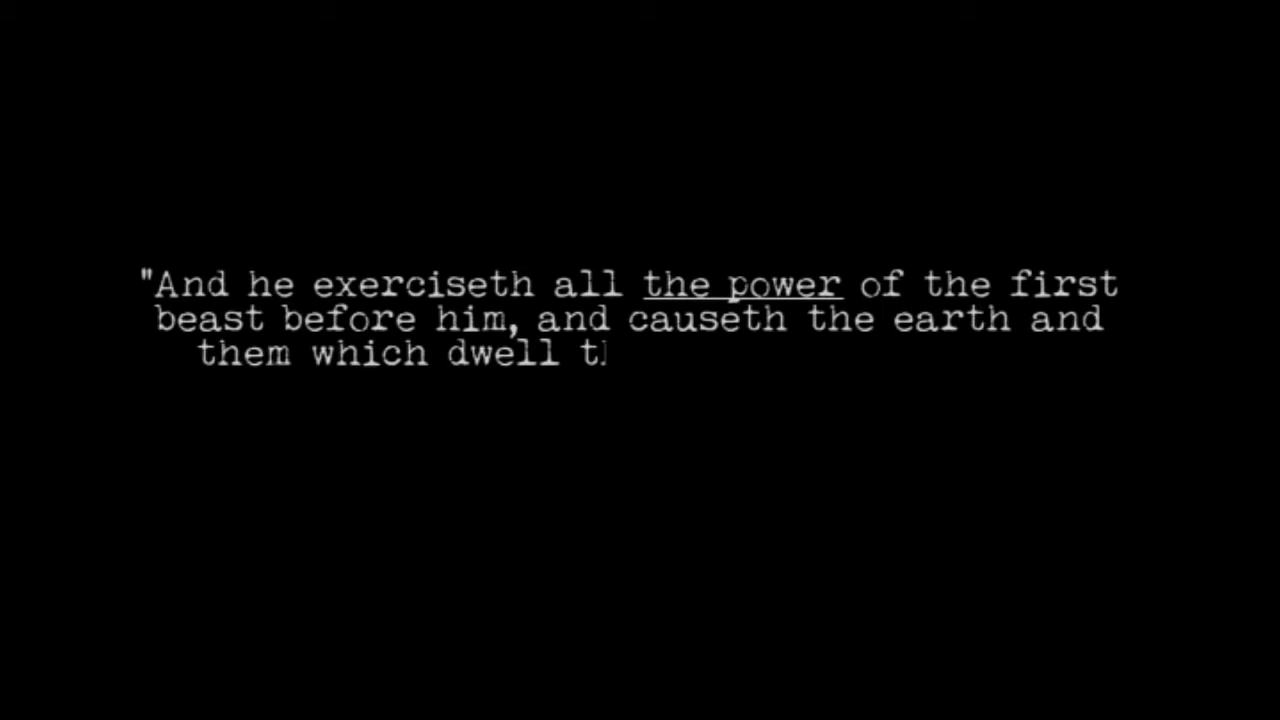 "And he exerciseth all the power of the first
beast before him, and causeth the earth and
them which dwell